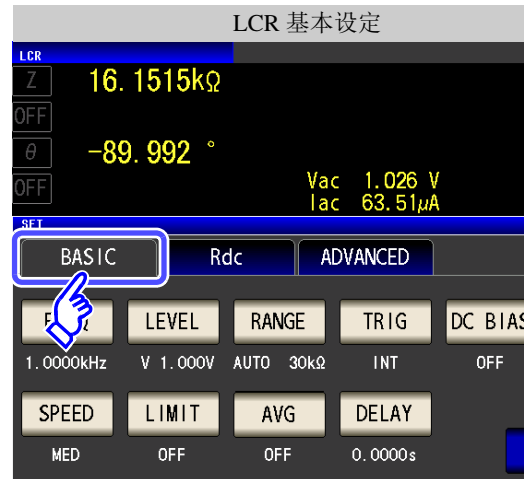 LCR 基本设定
LCR
Z 16.1515kΩ
OFF
θ -89.992 °
OFF
Vac 1.026 V
Iac 63.51μA
SET
BASIC Rdc ADVANCED
LEVEL RANGE TRIG DC BIAS
1.0000kHz V 1.000V AUTO 30kΩ INT OFF
SPEED LIMIT AVG DELAY
MED OFF OFF 0.0000s